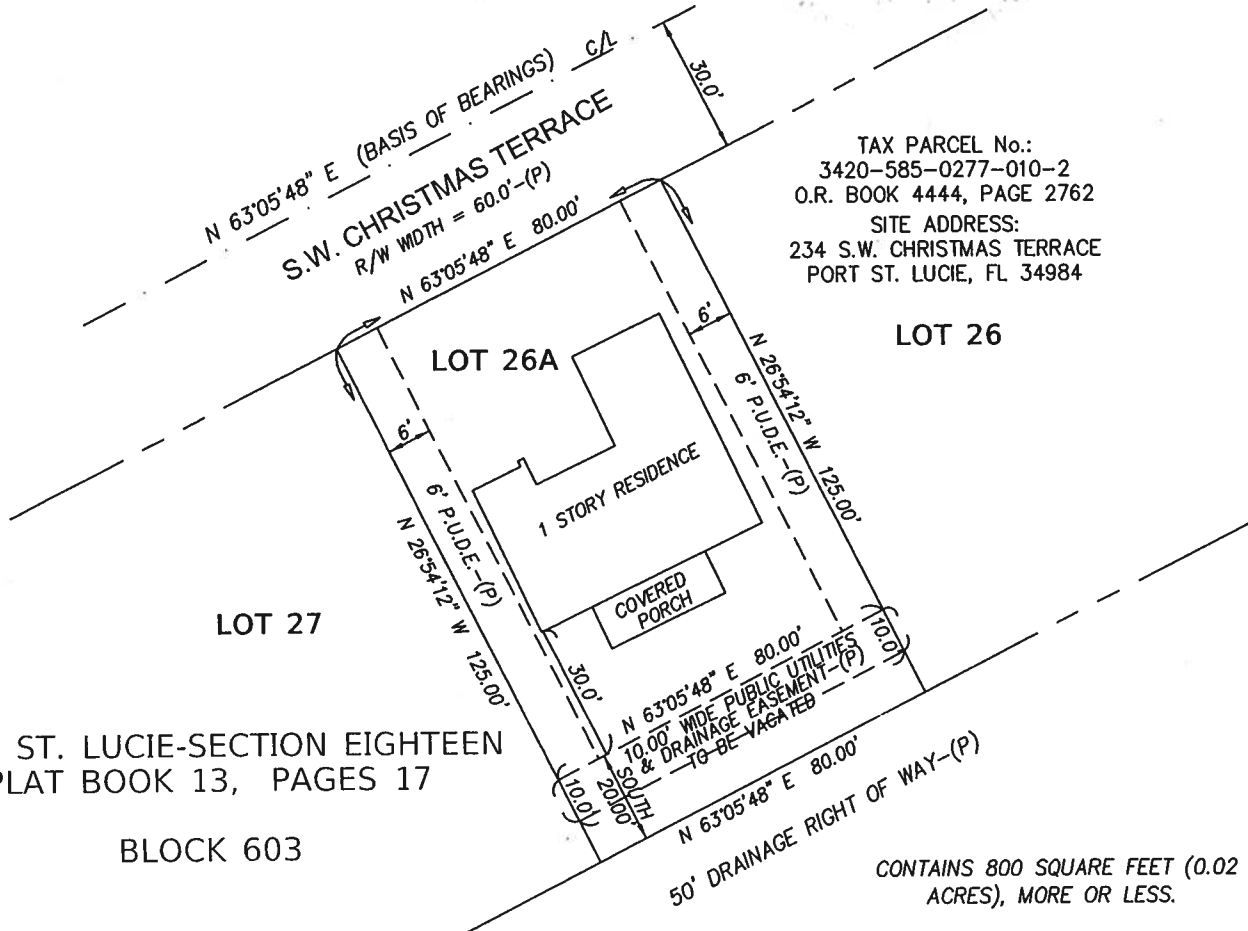 N 63°05'48" E (BASIS OF BEARINGS) C/L
30.0'
S.W. CHRISTMAS TERRACE
R/W WIDTH = 60.0'-(P)
N 63°05'48" E 80.00'
TAX PARCEL No.:
3420-585-0277-010-2
O.R. BOOK 4444, PAGE 2762
SITE ADDRESS:
234 S.W. CHRISTMAS TERRACE
PORT ST. LUCIE, FL 34984
LOT 26
LOT 26A
6'
6'
6' P.U.D.E.-(P)
N 26°54'12" W 125.00'
1 STORY RESIDENCE
6' P.U.D.E.-(P)
N 26°54'12" W 125.00'
COVERED
PORCH
LOT 27
30.0'
N 63°05'48" E 80.00'
10.00' WIDE PUBLIC UTILITIES
& DRAINAGE EASEMENT-(P)
TO BE VACATED
(10.0')
(10.0')
SOUTH
20.00'
N 63°05'48" E 80.00'
50' DRAINAGE RIGHT OF WAY-(P)
ST. LUCIE-SECTION EIGHTEEN
PLAT BOOK 13, PAGES 17
BLOCK 603
CONTAINS 800 SQUARE FEET (0.02
ACRES), MORE OR LESS.